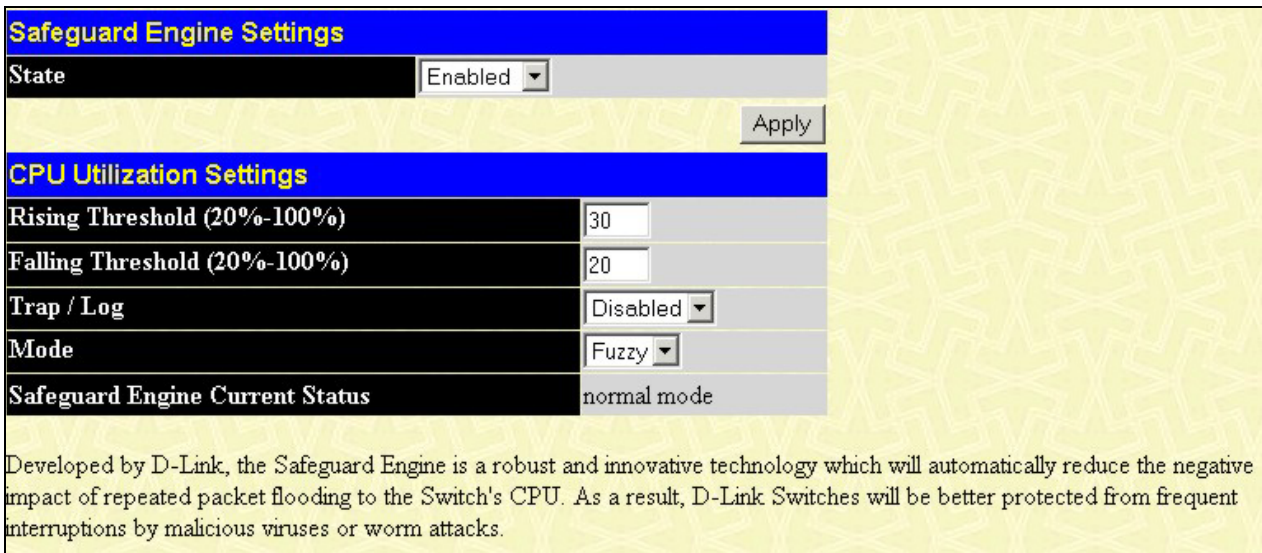 Safeguard Engine Settings
State Enabled
Apply
CPU Utilization Settings
Rising Threshold (20%-100%) 30
Falling Threshold (20%-100%) 20
Trap / Log Disabled
Mode Fuzzy
Safeguard Engine Current Status normal mode
Developed by D-Link, the Safeguard Engine is a robust and innovative technology which will automatically reduce the negative
impact of repeated packet flooding to the Switch's CPU. As a result, D-Link Switches will be better protected from frequent
interruptions by malicious viruses or worm attacks.